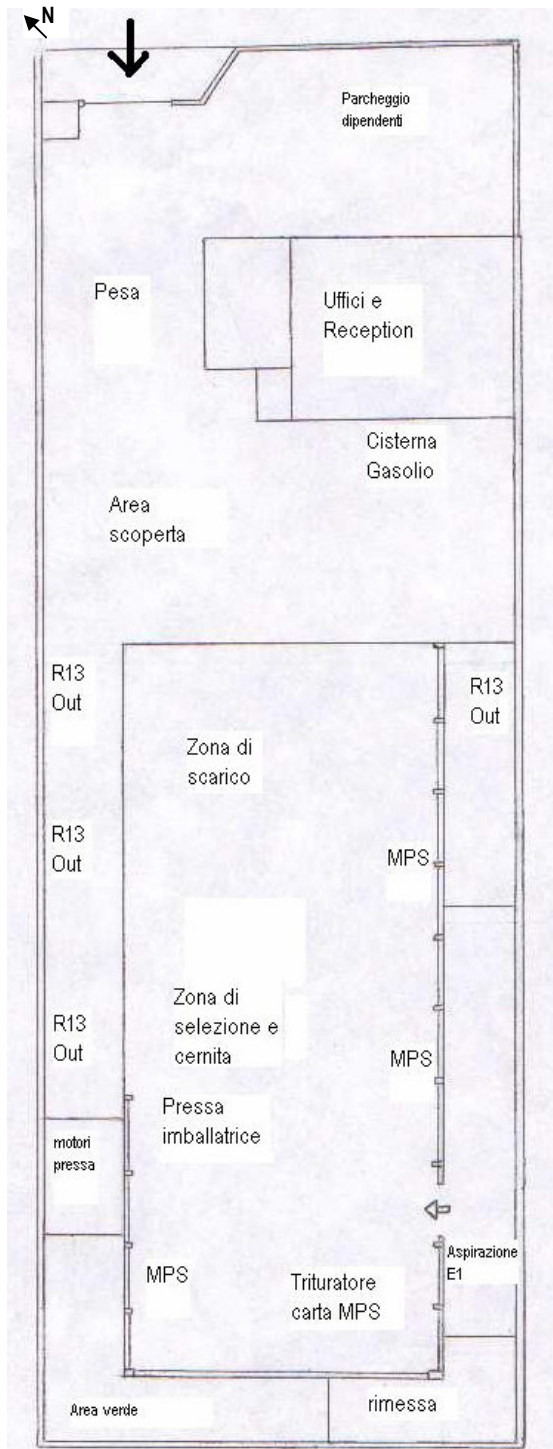 N
Parcheggio
dipendenti
Pesa
Uffici e
Reception
Cisterna
Gasolio
Area
scoperta
R13
Out
R13
Out
Zona di
scarico
R13
Out
MPS
Zona di
selezione e
cernita
R13
Out
MPS
Pressa
imballatrice
motori
pressa
Aspirazione
E1
MPS
Trituratore
carta MPS
Area verde
rimessa